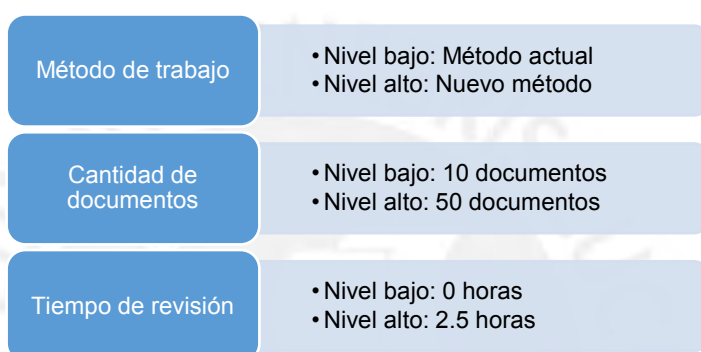 Método de trabajo
• Nivel bajo: Método actual
• Nivel alto: Nuevo método
Cantidad de
documentos
• Nivel bajo: 10 documentos
• Nivel alto: 50 documentos
Tiempo de revisión
• Nivel bajo: 0 horas
• Nivel alto: 2.5 horas